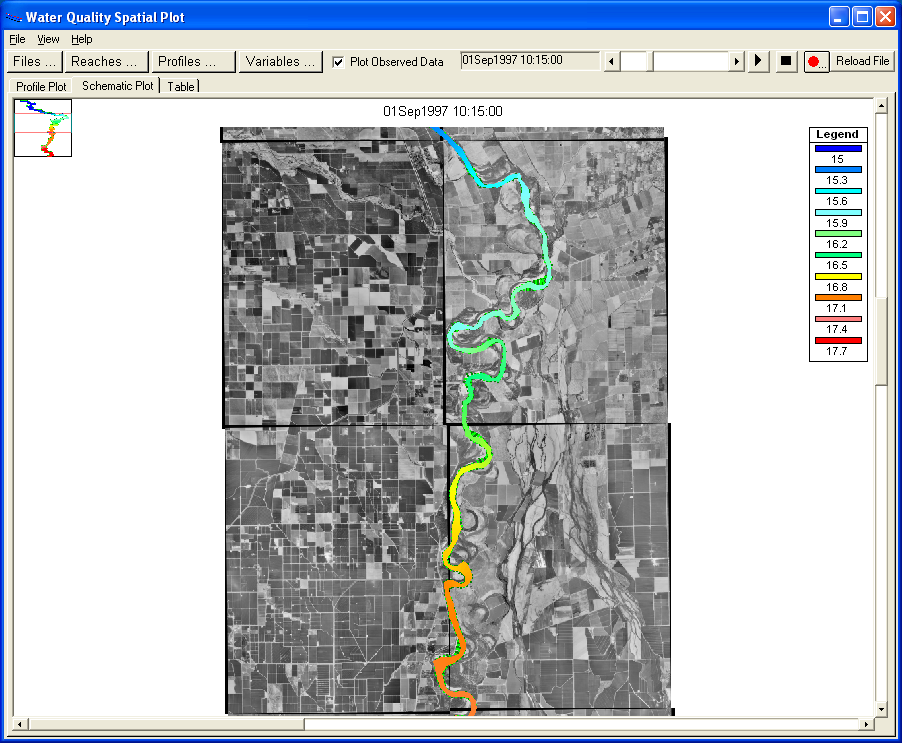 Water Quality Spatial Plot
File View Help
Files ... Reaches ... Profiles ... Variables ... Plot Observed Data 01Sep1997 10:15:00 ... Reload File
Profile Plot Schematic Plot Table
01Sep1997 10:15:00
Legend
15
15.3
15.6
15.9
16.2
16.5
16.8
17.1
17.4
17.7